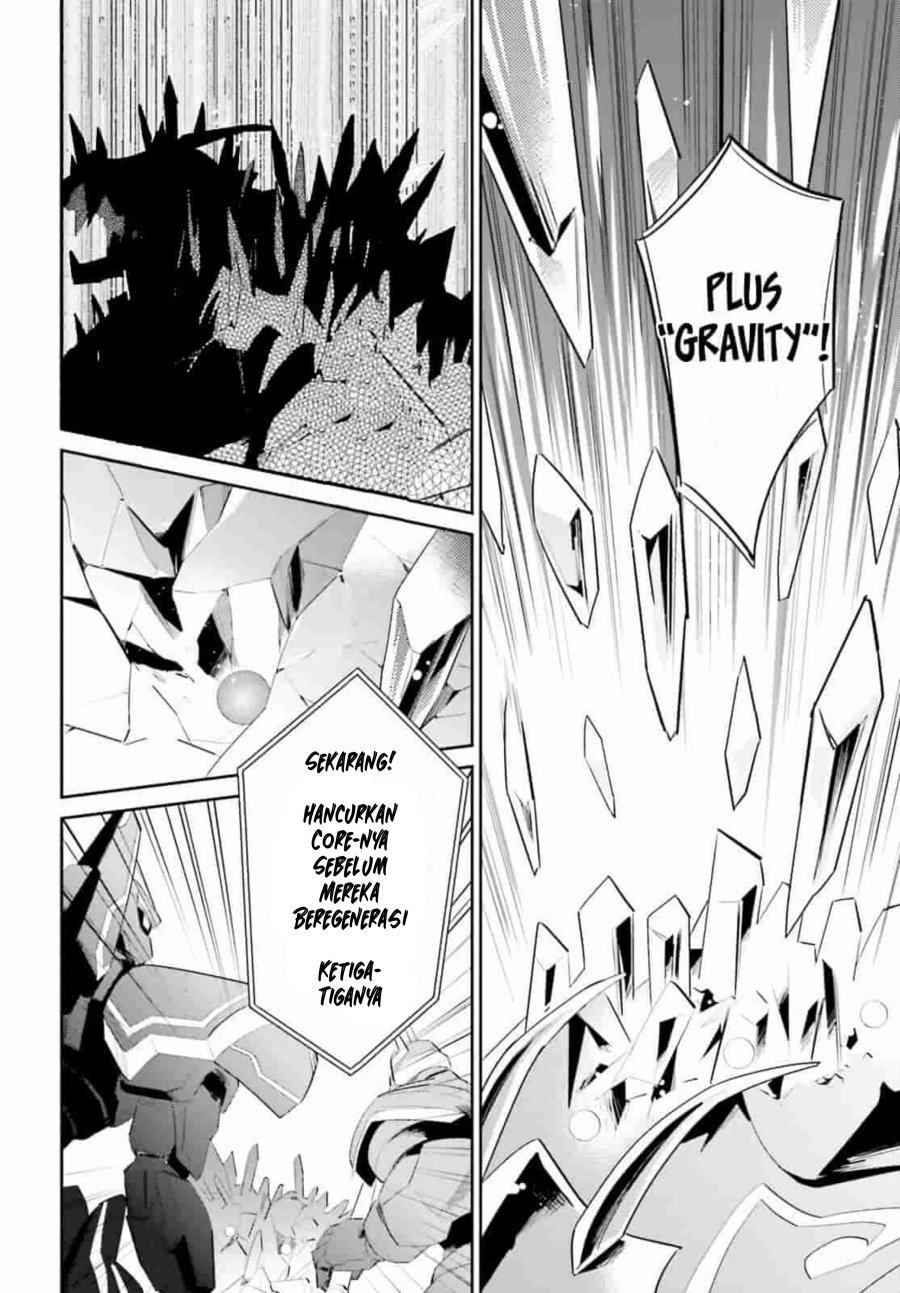 PLUS
"GRAVITY"!
SEKARANG!
HANCURKAN
CORE-NYA
SEBELUM
MEREKA
BEREGENERASI
KETIGA-
TIGANYA